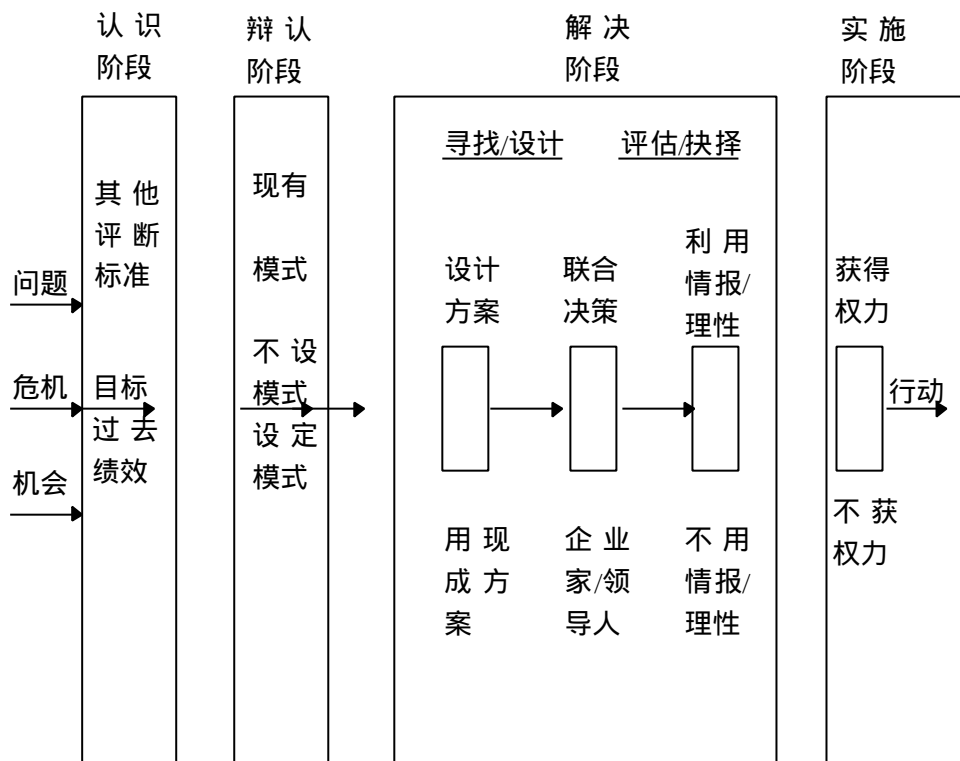 认 识
阶段
辩 认
阶段
解 决
阶段
实 施
阶段
问题
危机
机会
其 他
评 断
标准
目标
过 去
绩效
现有
模式
不 设
模式
设 定
模式
寻找/设计
评估/抉择
设计
方案
联合
决策
利 用
情报/
理性
用 现
成 方
案
企 业
家/领
导人
不 用
情报/
理性
获得
权力
行动
不 获
权力